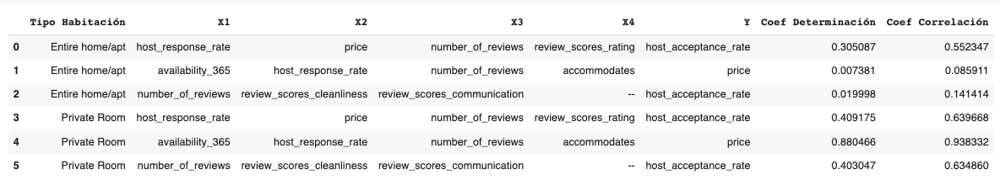 Tipo Habitación X1 X2 X3 X4 Y Coef Determinación Coef Correlación
0 Entire home/apt host_response_rate price number_of_reviews review_scores_rating host_acceptance_rate 0.305087 0.552347
1 Entire home/apt availability_365 host_response_rate number_of_reviews accommodates price 0.007381 0.085911
2 Entire home/apt number_of_reviews review_scores_cleanliness review_scores_communication -- host_acceptance_rate 0.019998 0.141414
3 Private Room host_response_rate price number_of_reviews review_scores_rating host_acceptance_rate 0.409175 0.639668
4 Private Room availability_365 host_response_rate number_of_reviews accommodates price 0.880466 0.938332
5 Private Room number_of_reviews review_scores_cleanliness review_scores_communication -- host_acceptance_rate 0.403047 0.634860